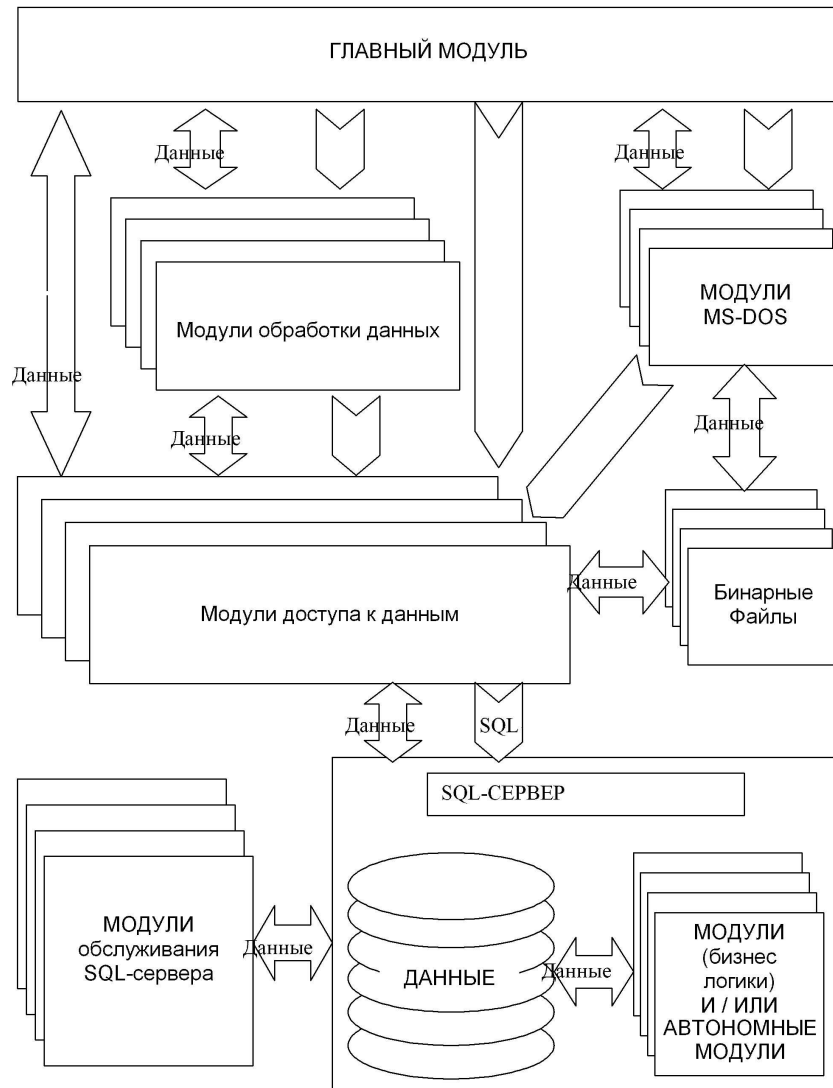 ГЛАВНЫЙ МОДУЛЬ
Данные
Данные
МОДУЛИ
MS-DOS
Модули обработки данных
Данные
Данные
Данные
Данные
Бинарные
Файлы
Модули доступа к данным
Данные
SQL
SQL-СЕРВЕР
МОДУЛИ
обслуживания
SQL-сервера
Данные
ДАННЫЕ
Данные
МОДУЛИ
(бизнес
логики)
И / ИЛИ
АВТОНОМНЫЕ
МОДУЛИ